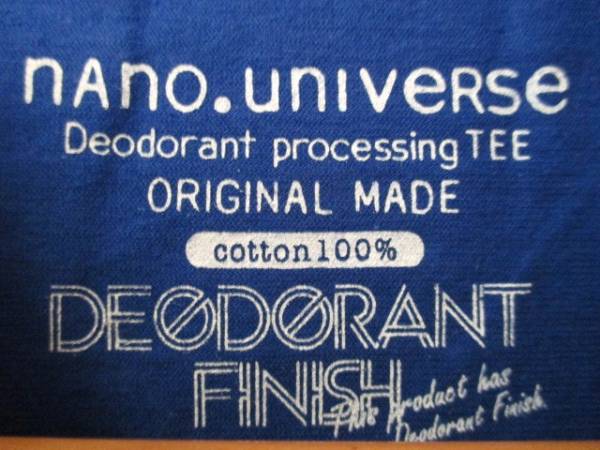 nAno.universe
Deodorant processing TEE
ORIGINAL MADE
cotton100%
DEODORANT
FINISH
This product has
Deodorant Finish.